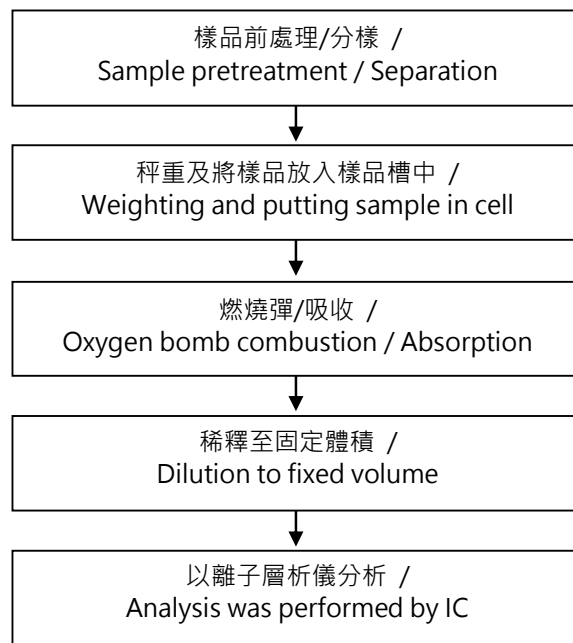 樣品前處理/分樣 /
Sample pretreatment / Separation
秤重及將樣品放入樣品槽中 /
Weighting and putting sample in cell
燃燒彈/吸收 /
Oxygen bomb combustion / Absorption
稀釋至固定體積 /
Dilution to fixed volume
以離子層析儀分析 /
Analysis was performed by IC